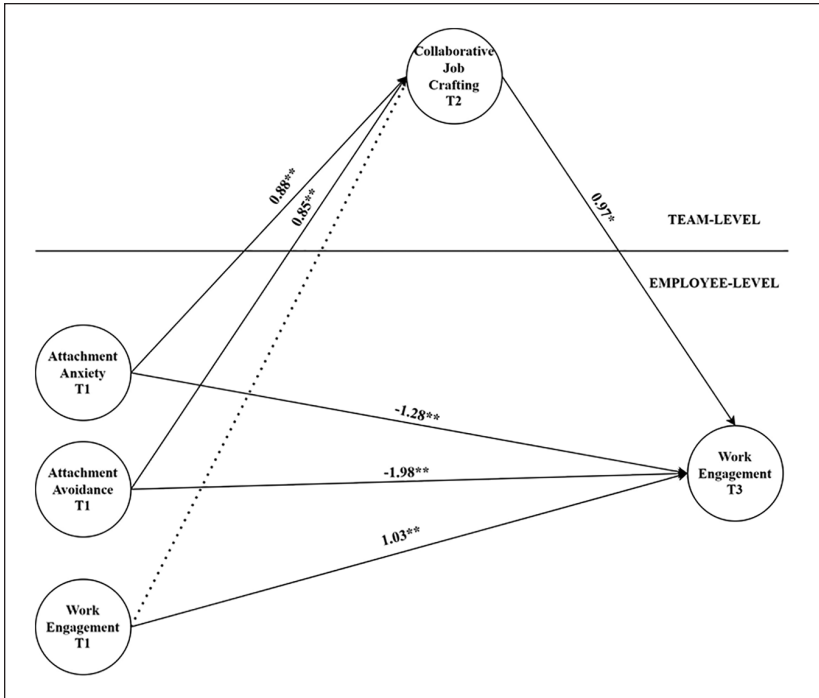 Collaborative
Job
Crafting
T2
0.88**
0.85**
0.97*
TEAM-LEVEL
EMPLOYEE-LEVEL
Attachment
Anxiety
T1
-1.28**
Attachment
Avoidance
T1
-1.98**
Work
Engagement
T3
1.03**
Work
Engagement
T1